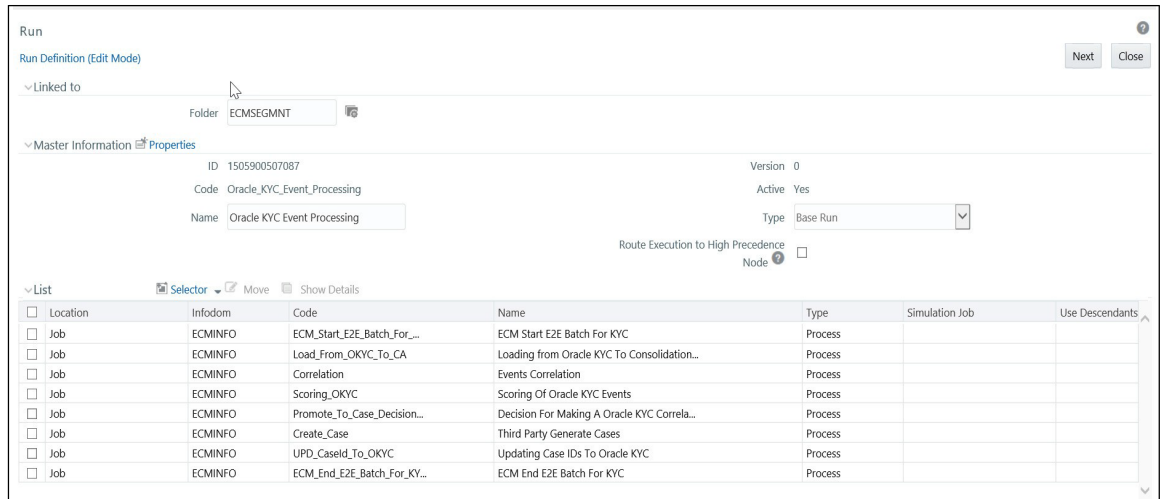 Run
Run Definition (Edit Mode)
Next Close
Linked to
Folder ECMSEGMNT
Master Information Properties
ID 1505900507087 Version 0
Code Oracle_KYC_Event_Processing Active Yes
Name Oracle KYC Event Processing Type Base Run
Route Execution to High Precedence
Node
List Selector Move Show Details
Location Infodom Code Name Type Simulation Job Use Descendants
Job ECMINFO ECM_Start_E2E_Batch_For_... ECM Start E2E Batch For KYC Process
Job ECMINFO Load_From_OKYC_To_CA Loading from Oracle KYC To Consolidation... Process
Job ECMINFO Correlation Events Correlation Process
Job ECMINFO Scoring_OKYC Scoring Of Oracle KYC Events Process
Job ECMINFO Promote_To_Case_Decision... Decision For Making A Oracle KYC Correla... Process
Job ECMINFO Create_Case Third Party Generate Cases Process
Job ECMINFO UPD_CaseId_To_OKYC Updating Case IDs To Oracle KYC Process
Job ECMINFO ECM_End_E2E_Batch_For_KY... ECM End E2E Batch For KYC Process